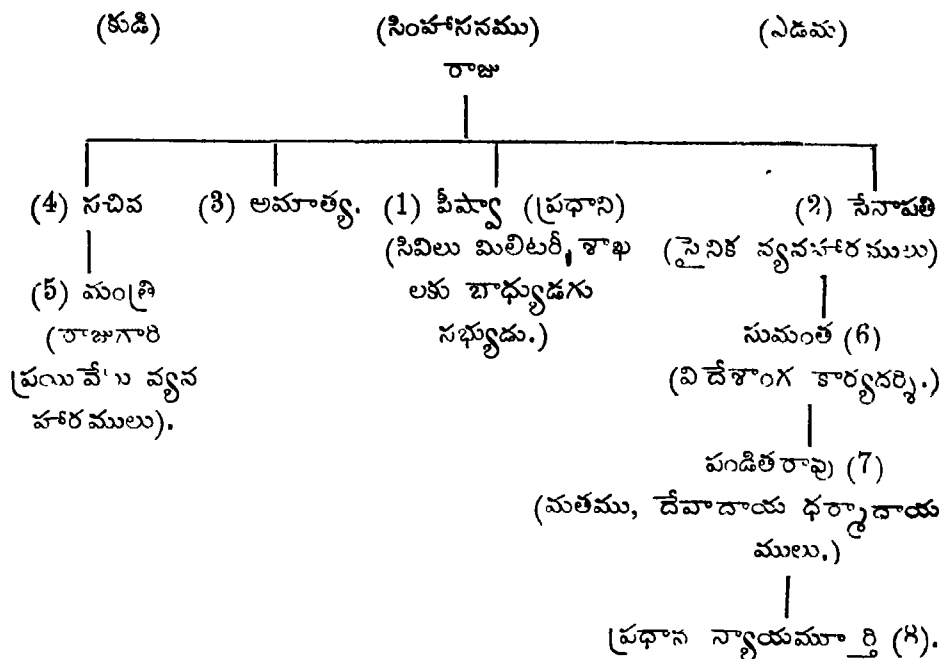 (కుడి) (సింహాసనము) (ఎడమ)
రాజు
(4) సచివ (3) అమాత్య. (1) పీష్వా (ప్రధాని) (2) సేనాపతి
(సివిలు మిలిటరీ, శాఖ (సైనిక వ్యవహారములు)
లకు బాధ్యుడగు
సభ్యుడు.)
(5) మంత్రి
(రాజుగారి
ప్రయివేటు వ్యవ
హారములు).
సుమంత (6)
(విదేశాంగ కార్యదర్శి.)
పండితరావు (7)
(మతము, దేవాదాయ ధర్మాదాయ
ములు.)
ప్రధాన న్యాయమూర్తి (8).